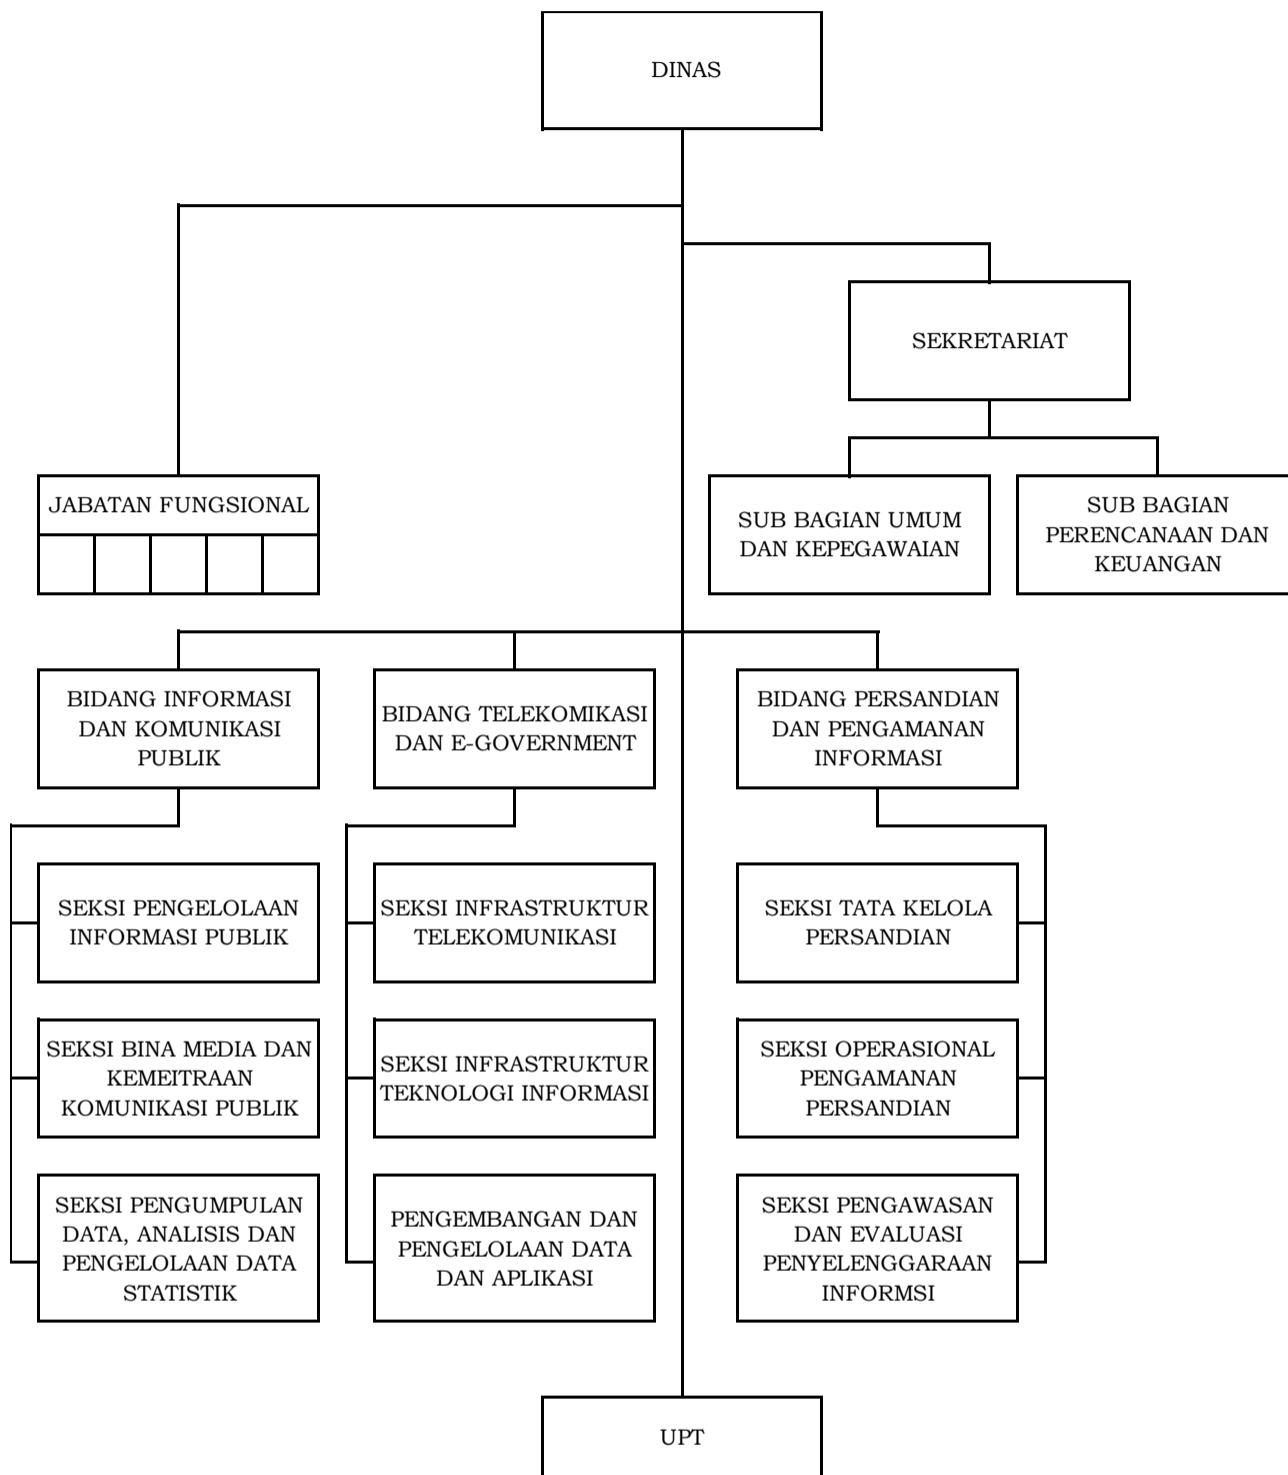 DINAS
SEKRETARIAT
JABATAN FUNGSIONAL
SUB BAGIAN UMUM
DAN KEPEGAWAIAN
SUB BAGIAN
PERENCANAAN DAN
KEUANGAN
BIDANG INFORMASI
DAN KOMUNIKASI
PUBLIK
BIDANG TELEKOMIKASI
DAN E-GOVERNMENT
BIDANG PERSANDIAN
DAN PENGAMANAN
INFORMASI
SEKSI PENGELOLAAN
INFORMASI PUBLIK
SEKSI INFRASTRUKTUR
TELEKOMUNIKASI
SEKSI TATA KELOLA
PERSANDIAN
SEKSI BINA MEDIA DAN
KEMEITRAAN
KOMUNIKASI PUBLIK
SEKSI INFRASTRUKTUR
TEKNOLOGI INFORMASI
SEKSI OPERASIONAL
PENGAMANAN
PERSANDIAN
SEKSI PENGUMPULAN
DATA, ANALISIS DAN
PENGELOLAAN DATA
STATISTIK
PENGEMBANGAN DAN
PENGELOLAAN DATA
DAN APLIKASI
SEKSI PENGAWASAN
DAN EVALUASI
PENYELENGGARAAN
INFORMSI
UPT